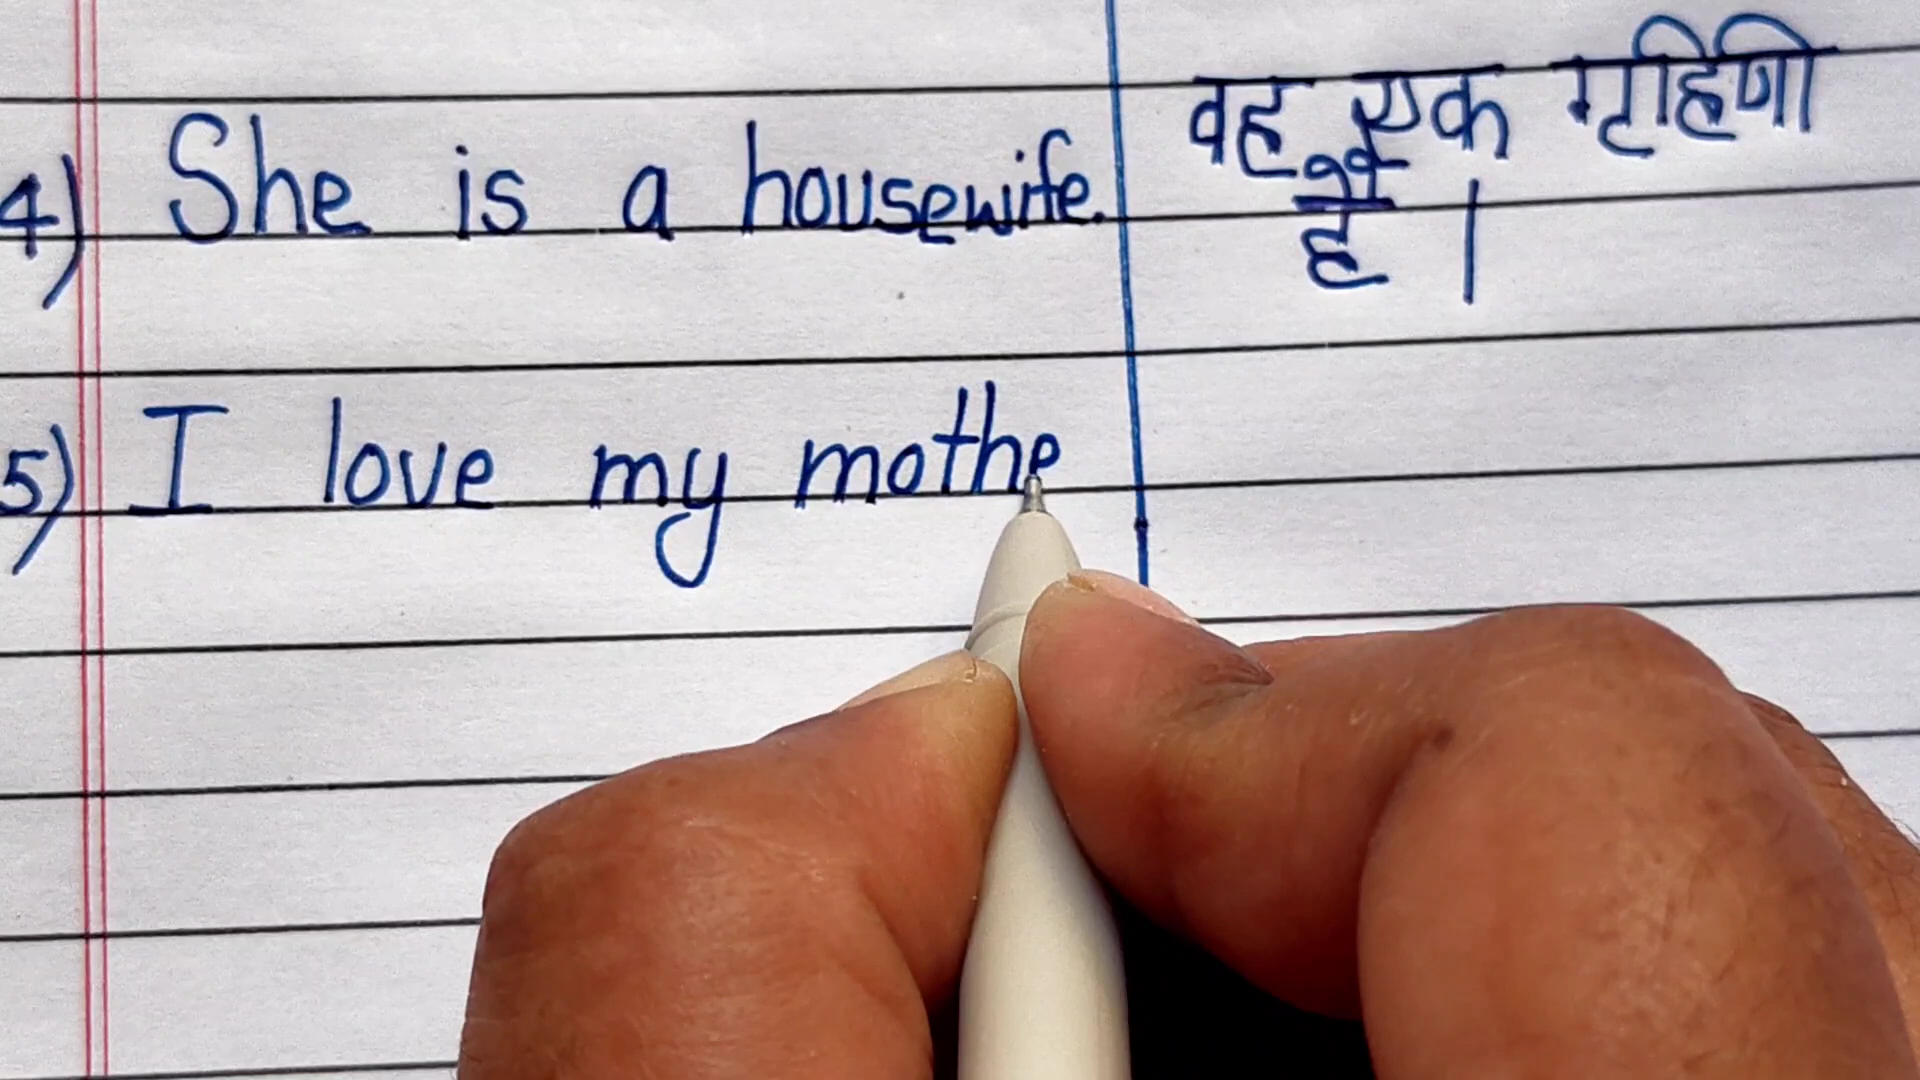 4) She is a housewife. वह एक गृहिणी
है ।
5) I love my mothe